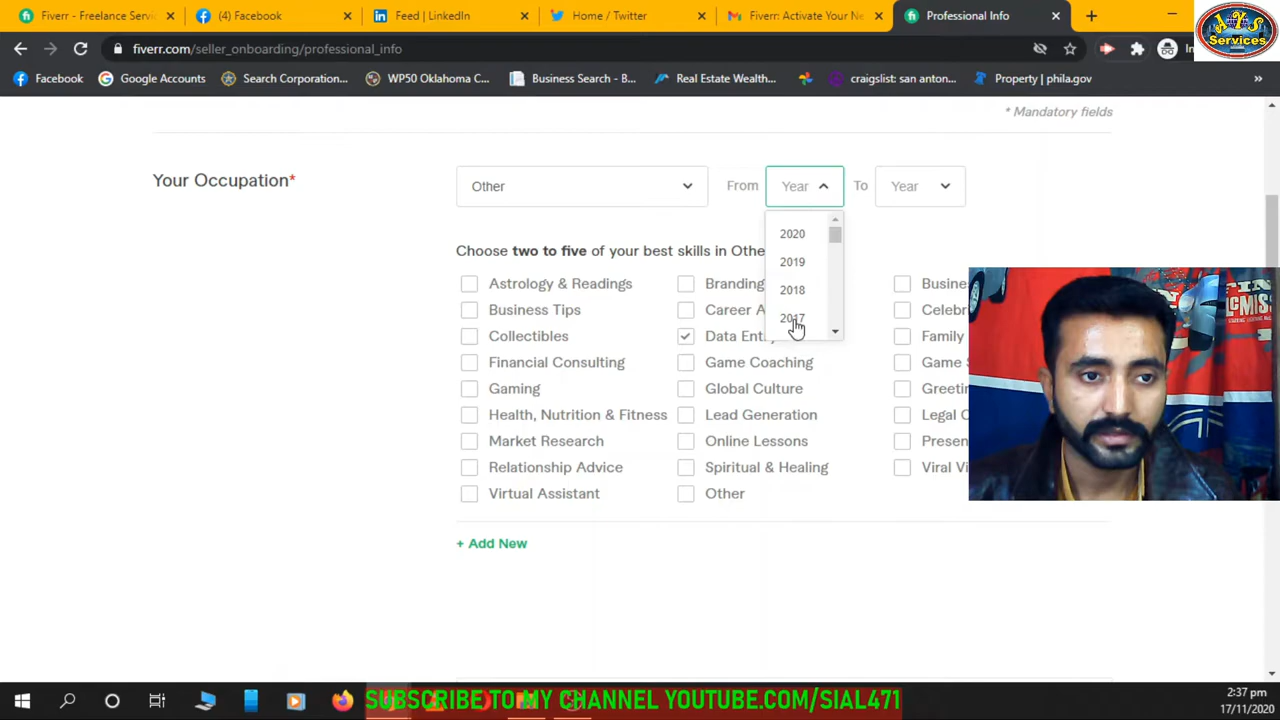 Fiverr - Freelance Servi
(4) Facebook
Feed | LinkedIn
Home / Twitter
Fiverr: Activate Your Ne
Professional Info
AYS
Services
fiverr.com/seller_onboarding/professional_info
In
Facebook
Google Accounts
Search Corporation...
WP50 Oklahoma C...
Business Search - B...
Real Estate Wealth...
craigslist: san anton...
Property | phila.gov
* Mandatory fields
Your Occupation*
Other
From
Year
To
Year
2020
2019
2018
2017
Choose two to five of your best skills in Othe
Astrology & Readings
Branding
Busine
Business Tips
Career A
Celebr
Collectibles
Data Entry
Family
Financial Consulting
Game Coaching
Game S
Gaming
Global Culture
Greetin
Health, Nutrition & Fitness
Lead Generation
Legal C
Market Research
Online Lessons
Presen
Relationship Advice
Spiritual & Healing
Viral Vi
Virtual Assistant
Other
+ Add New
SUBSCRIBE TO MY CHANNEL YOUTUBE.COM/SIAL471
2:37 pm
17/11/2020